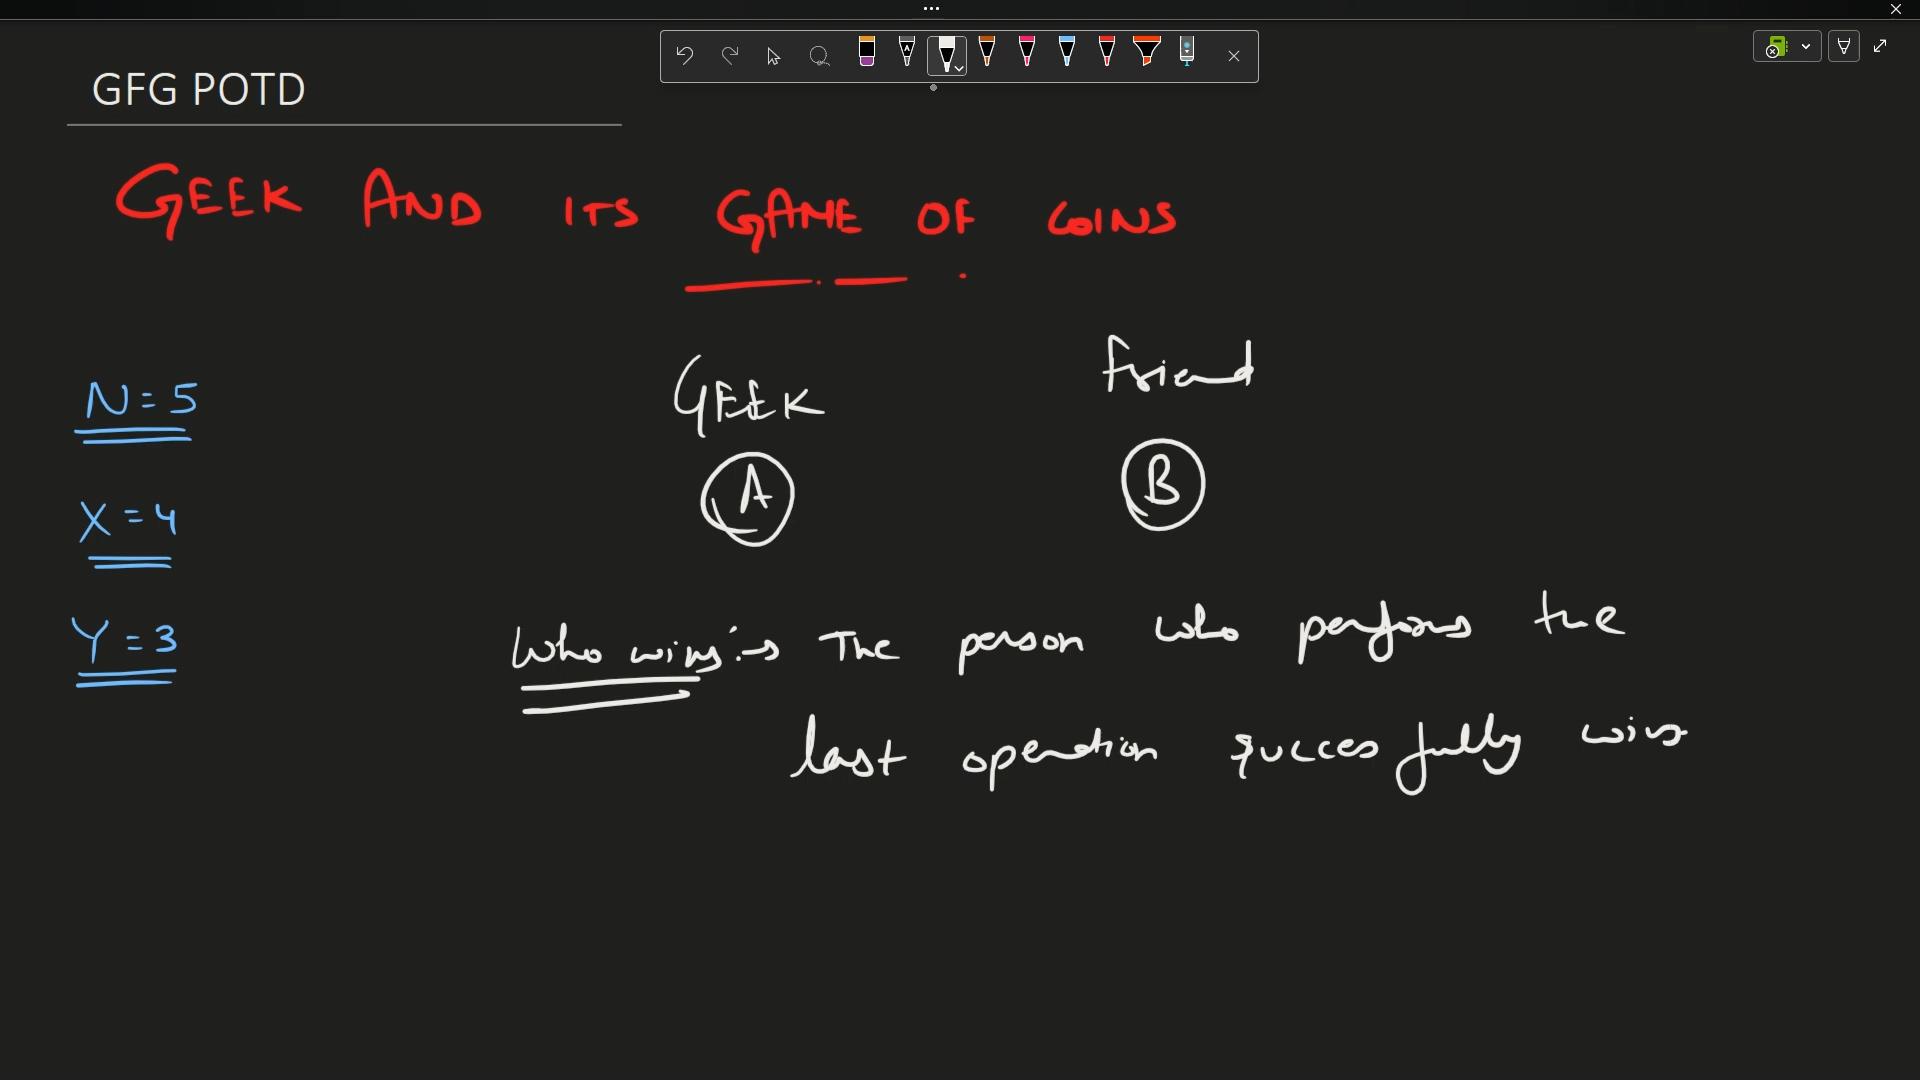 GFG POTD
GEEK AND ITS GAME OF COINS
GEEK
Friend
N = 5
A
B
X = 4
Y = 3
Who wins :→ The person who performs the
last operation succesfully wins